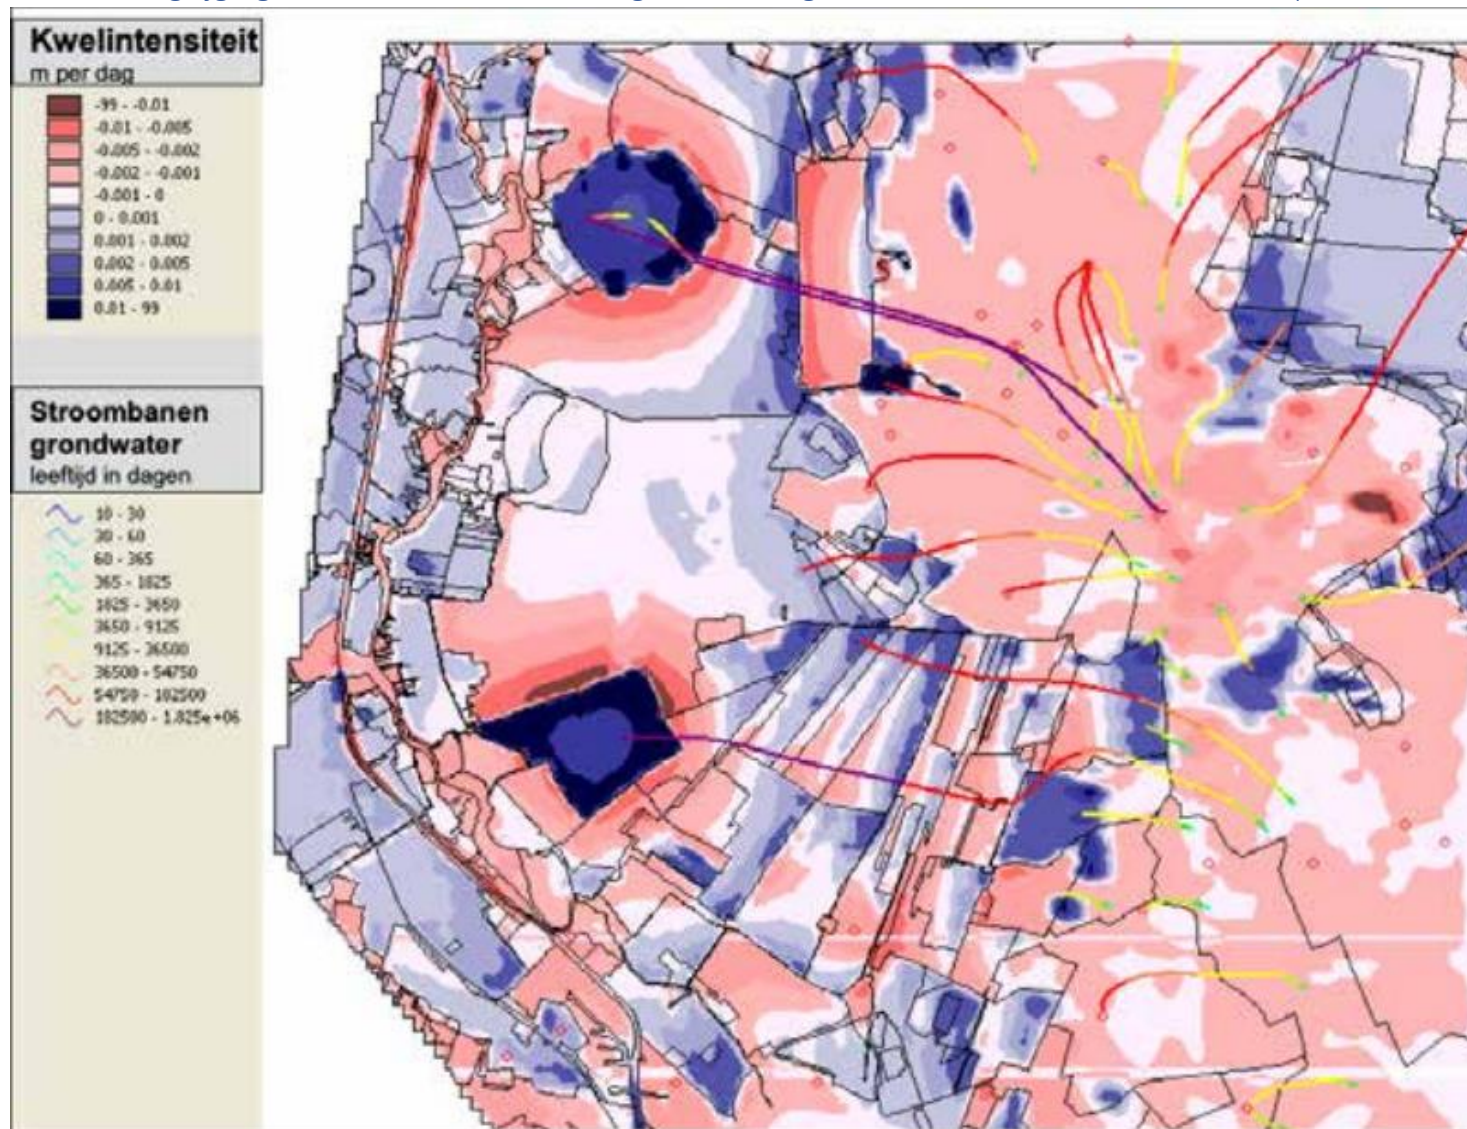 Kwelintensiteit
m per dag
-99 - -0.01
-0.01 - -0.005
-0.005 - -0.002
-0.002 - -0.001
-0.001 - 0
0 - 0.001
0.001 - 0.002
0.002 - 0.005
0.005 - 0.01
0.01 - 99
Stroombanen
grondwater
leeftijd in dagen
10 - 30
30 - 60
60 - 365
365 - 1825
1825 - 3650
3650 - 9125
9125 - 36500
36500 - 54750
54750 - 182500
182500 - 1.825e+06